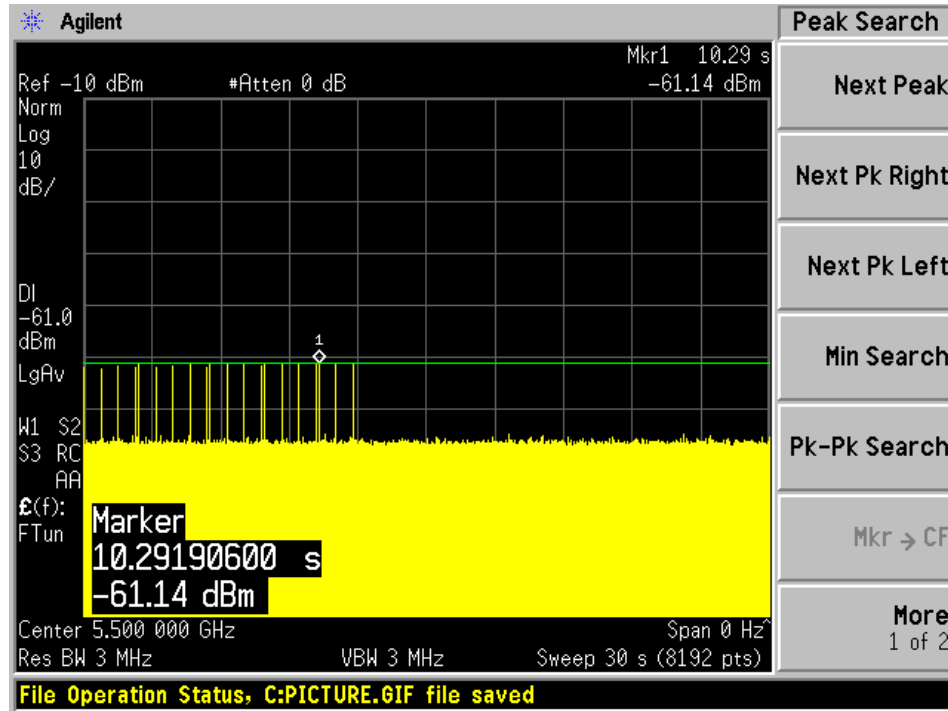 Agilent
Peak Search
Mkr1 10.29 s
Ref -10 dBm #Atten 0 dB -61.14 dBm
Norm
Log
10
dB/
DI
-61.0
dBm
LgAv
1
W1 S2
S3 RC
AA
£(f):
FTun
Marker
10.29190600 s
-61.14 dBm
Center 5.500 000 GHz Span 0 Hz^
Res BW 3 MHz VBW 3 MHz Sweep 30 s (8192 pts)
File Operation Status, C:PICTURE.GIF file saved
Next Peak
Next Pk Right
Next Pk Left
Min Search
Pk-Pk Search
Mkr → CF
More
1 of 2